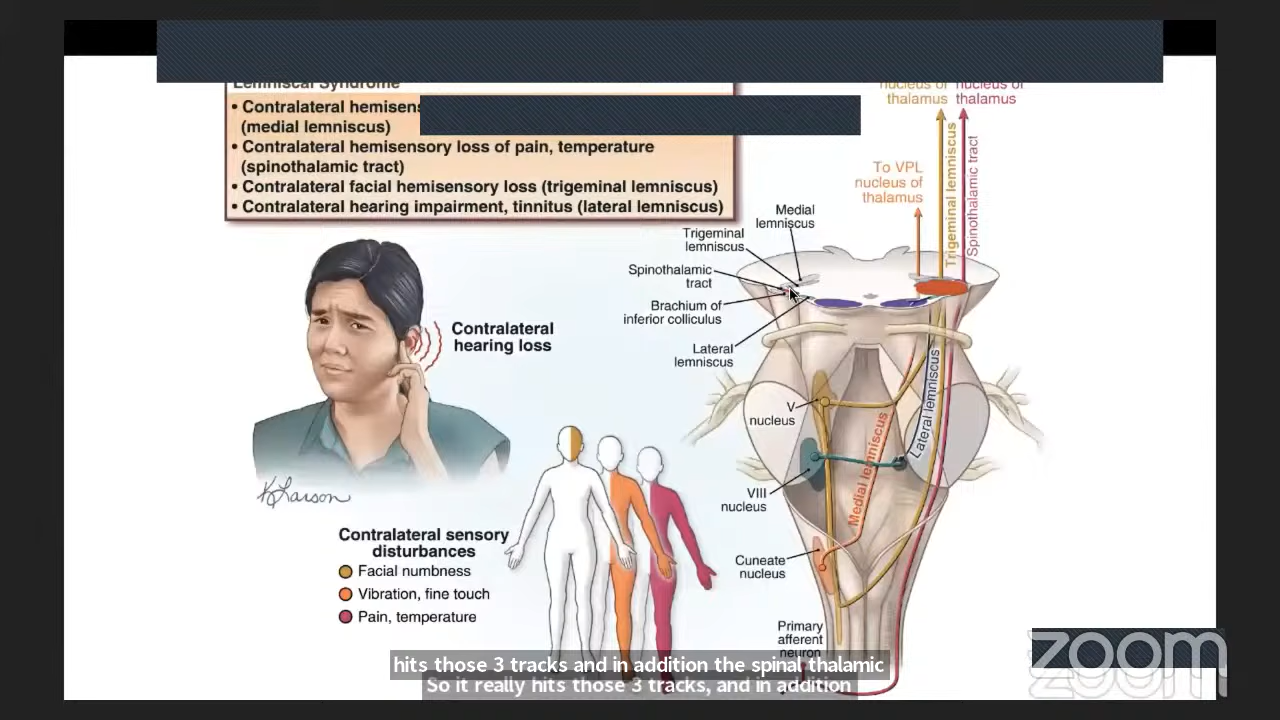 Lemniscal Syndrome
• Contralateral
(medial lemniscus)
• Contralateral hemisensory loss of pain, temperature
(spinothalamic tract)
• Contralateral facial hemisensory loss (trigeminal lemniscus)
• Contralateral hearing impairment, tinnitus (lateral lemniscus)
nucleus of
thalamus
nucleus of
thalamus
To VPL
nucleus of
thalamus
Trigeminal lemniscus
Spinothalamic tract
Medial
lemniscus
Trigeminal
lemniscus
Spinothalamic
tract
Brachium of
inferior colliculus
Lateral
lemniscus
Contralateral
hearing loss
V
nucleus
Lateral lemniscus
Medial lemniscus
VIII
nucleus
Cuneate
nucleus
Primary
afferent
neuron
K Larson
Contralateral sensory
disturbances
Facial numbness
Vibration, fine touch
Pain, temperature
hits those 3 tracks and in addition the spinal thalamic
So it really hits those 3 tracks, and in addition
zoom